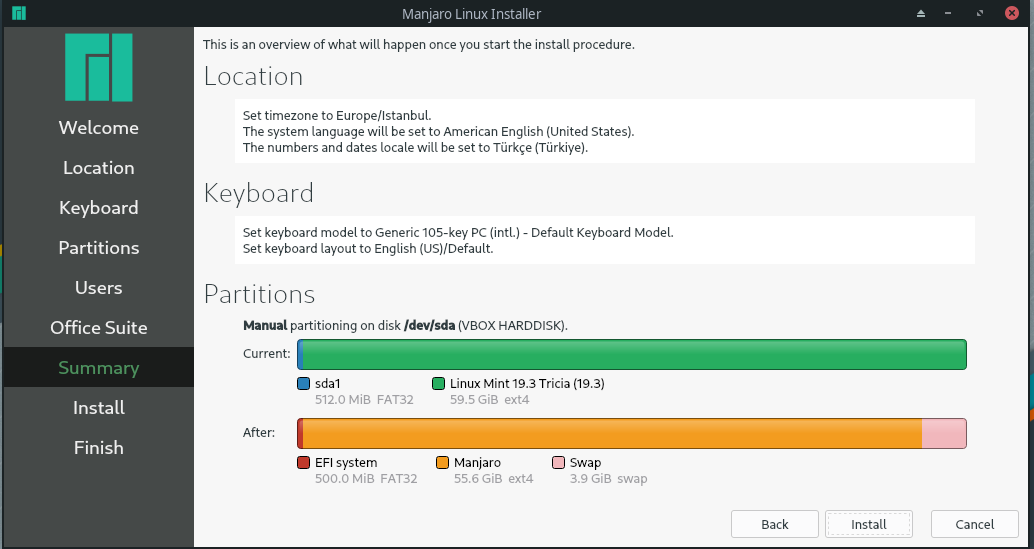 Manjaro Linux Installer
Welcome
Location
Keyboard
Partitions
Users
Office Suite
Summary
Install
Finish
This is an overview of what will happen once you start the install procedure.
Location
Set timezone to Europe/Istanbul.
The system language will be set to American English (United States).
The numbers and dates locale will be set to Türkçe (Türkiye).
Keyboard
Set keyboard model to Generic 105-key PC (intl.) - Default Keyboard Model.
Set keyboard layout to English (US)/Default.
Partitions
Manual partitioning on disk /dev/sda (VBOX HARDDISK).
Current:
sda1 Linux Mint 19.3 Tricia (19.3)
512.0 MiB FAT32 59.5 GiB ext4
After:
EFI system Manjaro Swap
500.0 MiB FAT32 55.6 GiB ext4 3.9 GiB swap
Back Install Cancel